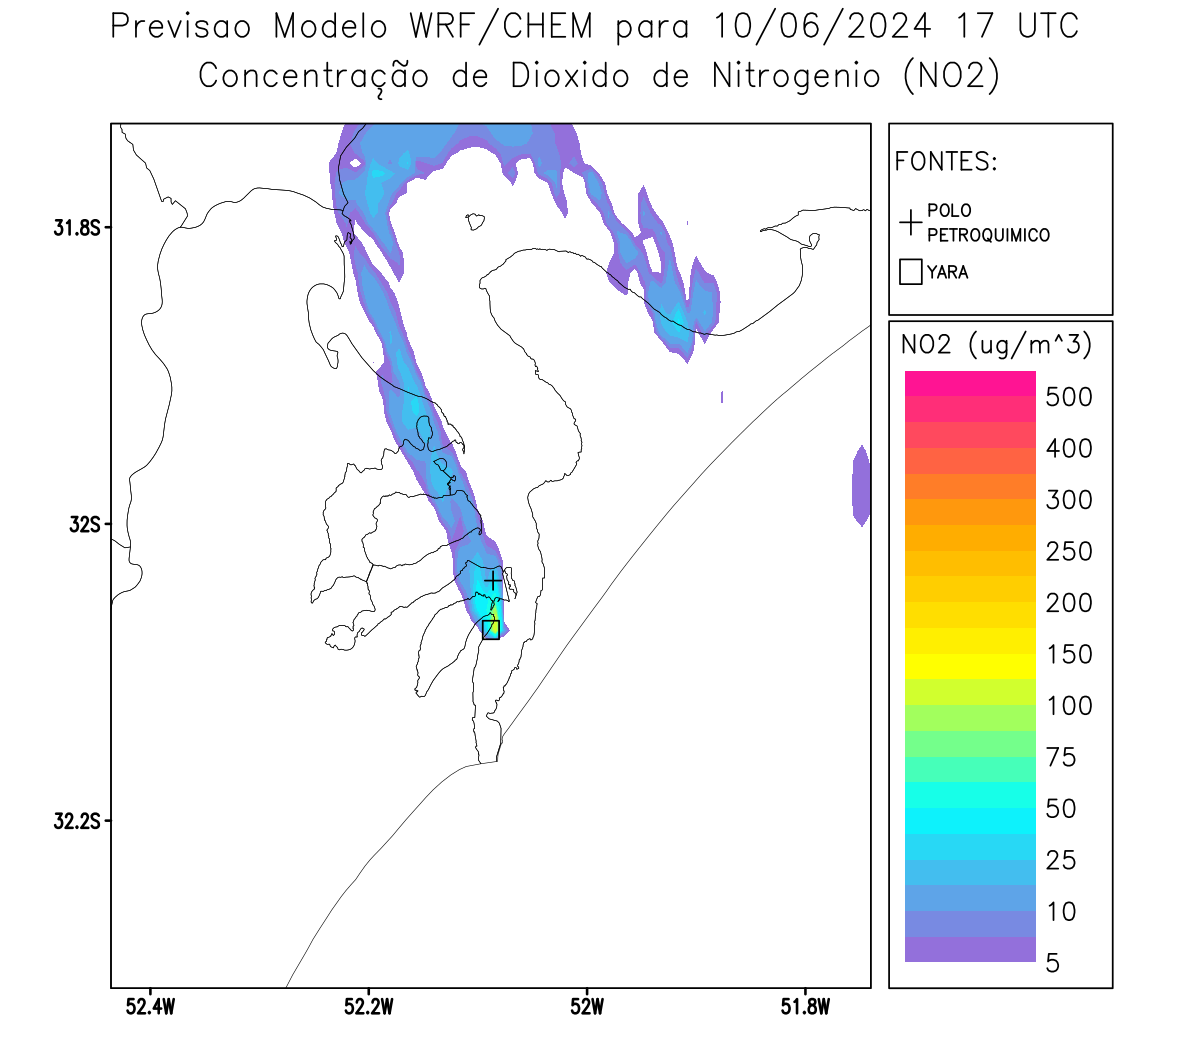 Previsao Modelo WRF/CHEM para 10/06/2024 17 UTC
Concentração de Dioxido de Nitrogenio (NO2)
FONTES:
POLO
PETROQUIMICO
YARA
NO2 (ug/m^3)
500
400
300
250
200
150
100
75
50
25
10
5
31.8S
32S
32.2S
52.4W
52.2W
52W
51.8W